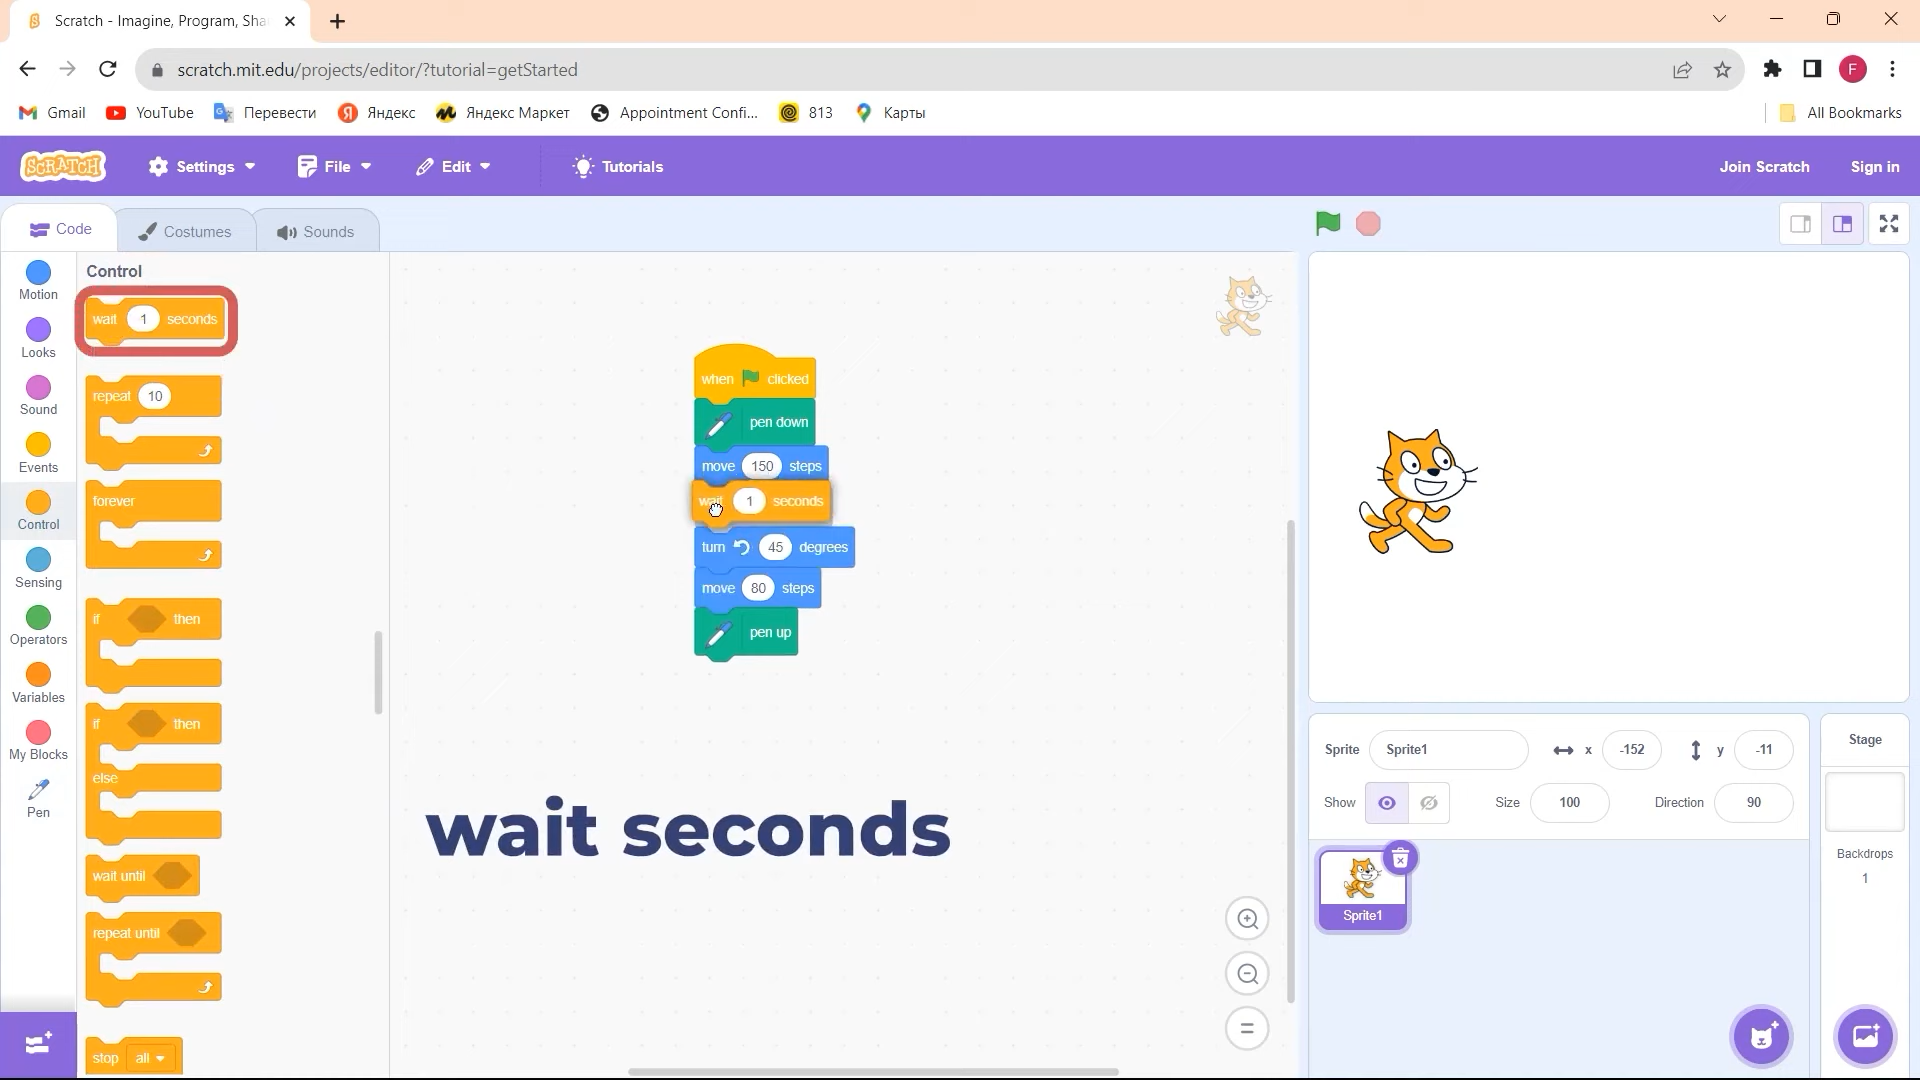 Scratch - Imagine, Program, Sha
scratch.mit.edu/projects/editor/?tutorial=getStarted
F
Gmail YouTube Перевести Яндекс Яндекс Маркет Appointment Confi... 813 Карты All Bookmarks
SCRATCH Settings File Edit Tutorials Join Scratch Sign in
Code Costumes Sounds
Motion
Looks
Sound
Events
Control
Sensing
Operators
Variables
My Blocks
Pen
Control
wait 1 seconds
repeat 10
forever
if then
if then
else
wait until
repeat until
stop all
when clicked
pen down
move 150 steps
wait 1 seconds
turn 45 degrees
move 80 steps
pen up
wait seconds
Sprite Sprite1 x -152 y -11
Show Size 100 Direction 90
Sprite1
Stage
Backdrops
1